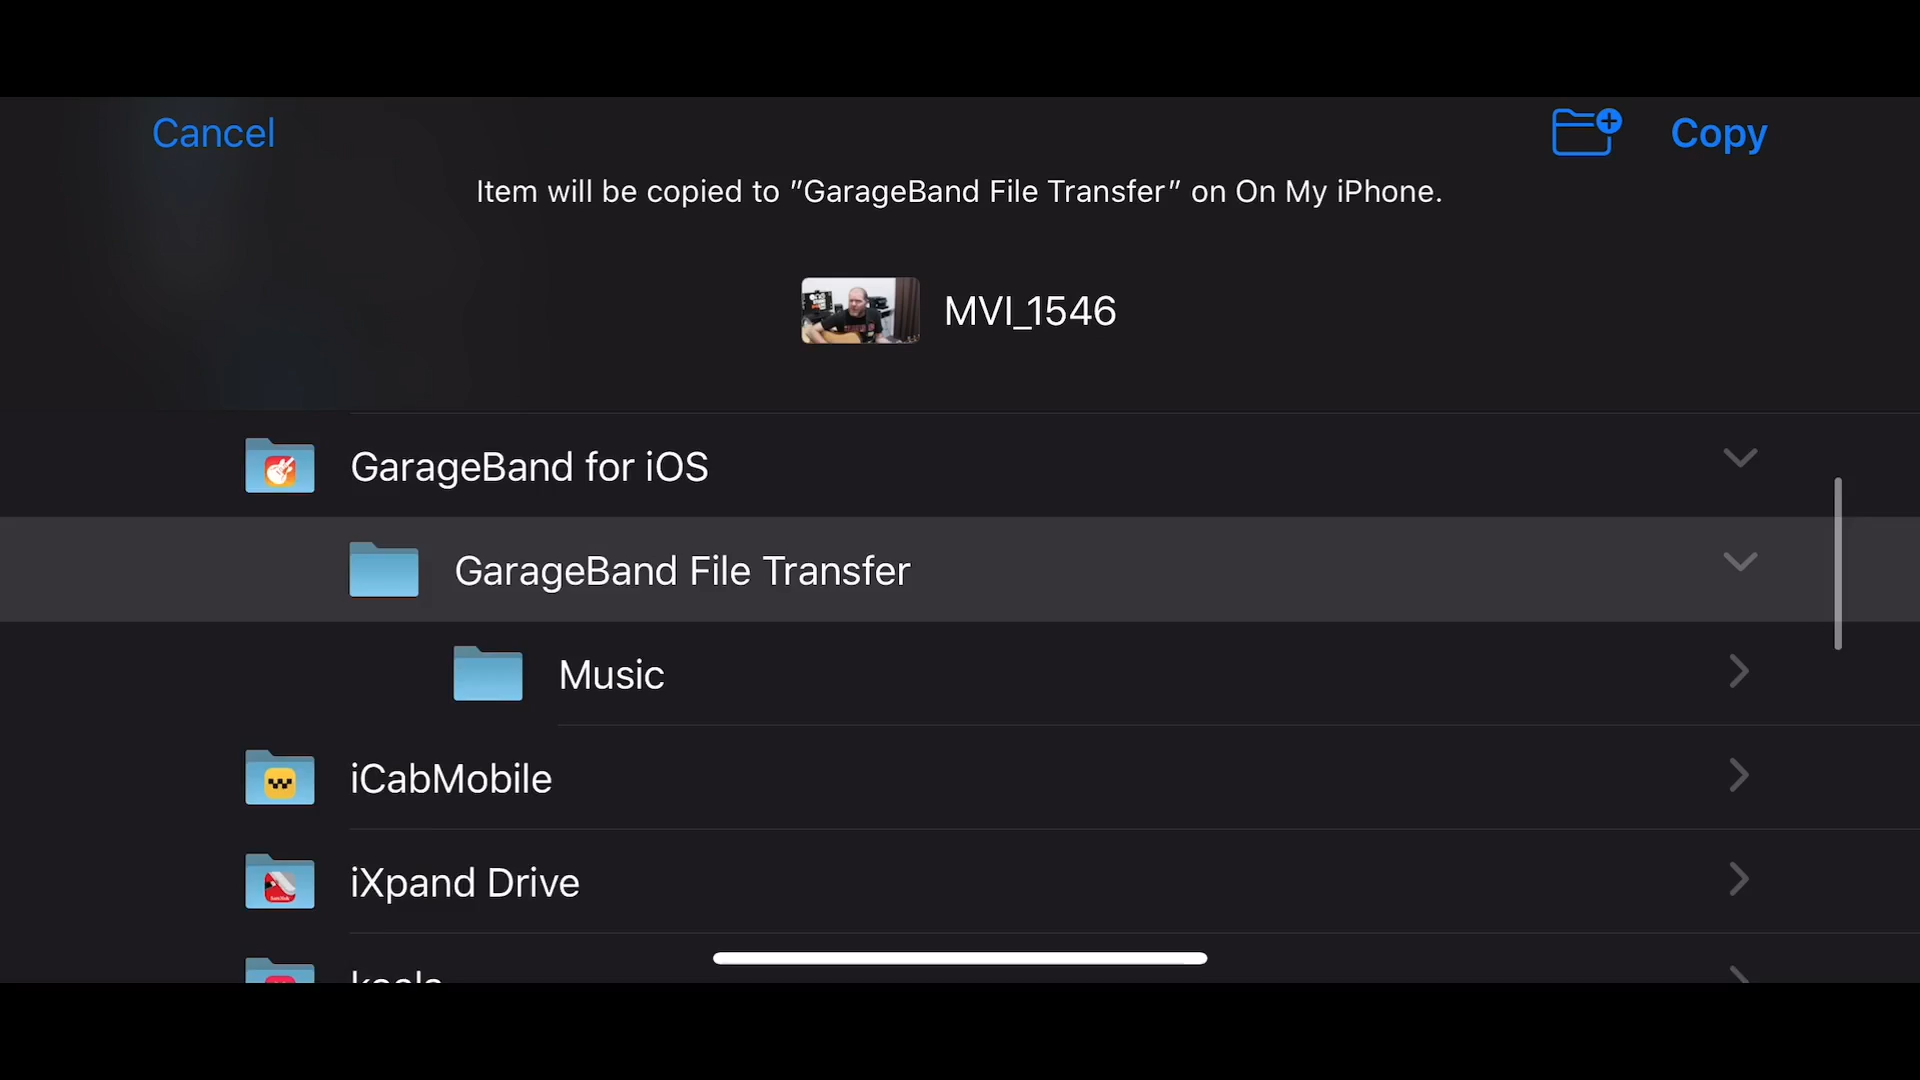 Cancel
Copy
Item will be copied to "GarageBand File Transfer" on On My iPhone.
MVI_1546
GarageBand for iOS
GarageBand File Transfer
Music
iCabMobile
iXpand Drive